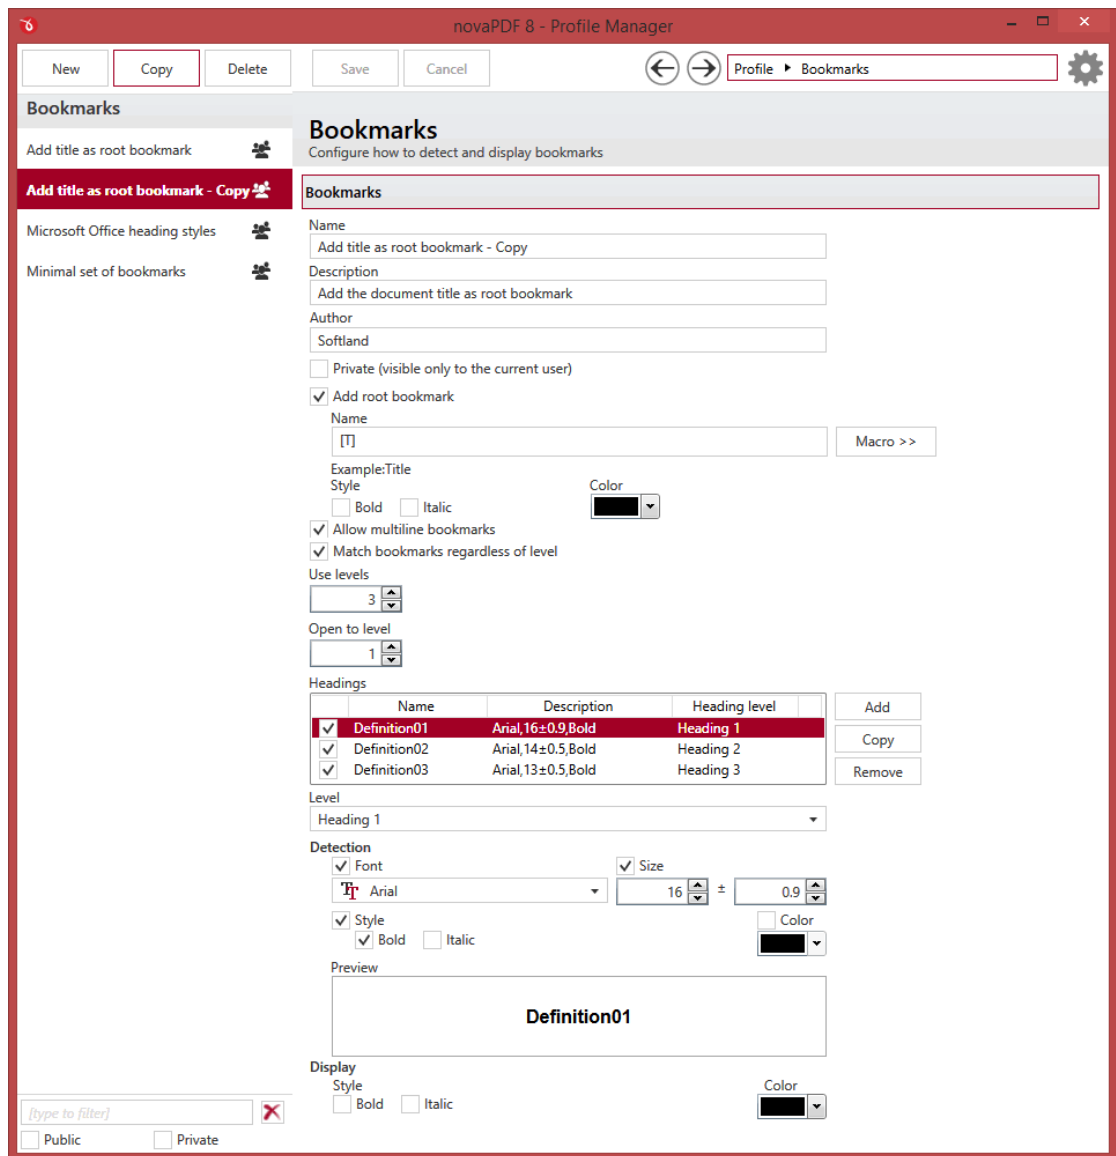 novaPDF 8 - Profile Manager
New Copy Delete Save Cancel Profile Bookmarks
Bookmarks
Add title as root bookmark
Add title as root bookmark - Copy
Microsoft Office heading styles
Minimal set of bookmarks
Bookmarks
Configure how to detect and display bookmarks
Bookmarks
Name
Add title as root bookmark - Copy
Description
Add the document title as root bookmark
Author
Softland
Private (visible only to the current user)
Add root bookmark
Name
[T] Macro >>
Example:Title
Style Color
Bold Italic
Allow multiline bookmarks
Match bookmarks regardless of level
Use levels
3
Open to level
1
Headings
Name Description Heading level Add
Definition01 Arial,16±0.9,Bold Heading 1
Definition02 Arial,14±0.5,Bold Heading 2 Copy
Definition03 Arial,13±0.5,Bold Heading 3 Remove
Level
Heading 1
Detection
Font Size
Arial 16 ± 0.9
Style Color
Bold Italic
Preview
Definition01
Display
Style Color
Bold Italic
[type to filter]
Public Private